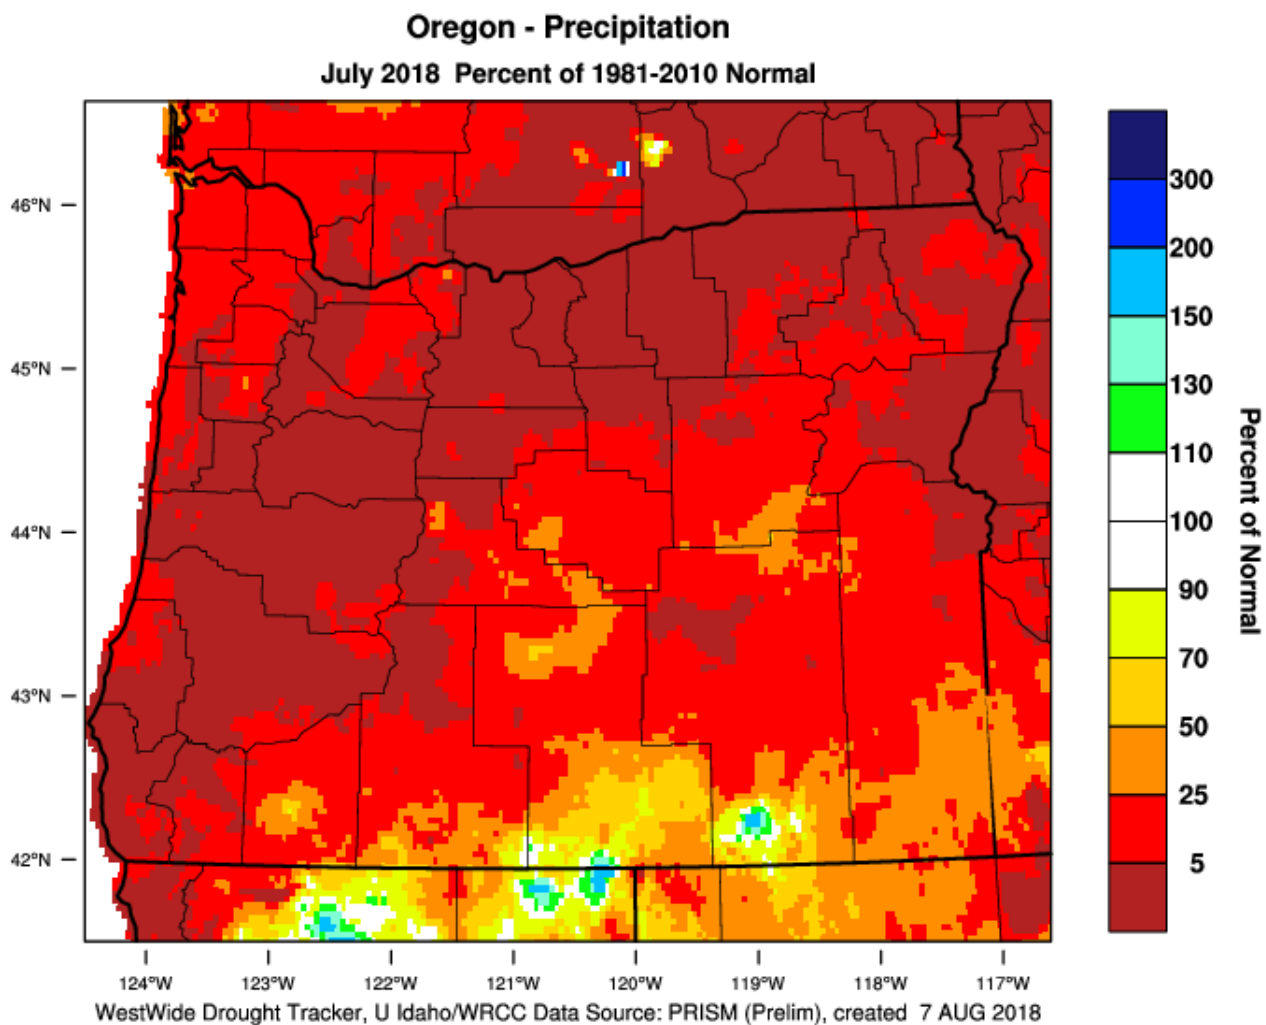 Oregon - Precipitation
July 2018 Percent of 1981-2010 Normal
46°N
45°N
44°N
43°N
42°N
124°W 123°W 122°W 121°W 120°W 119°W 118°W 117°W
300
200
150
130
110
100
90
70
50
25
5
Percent of Normal
WestWide Drought Tracker, U Idaho/WRCC Data Source: PRISM (Prelim), created 7 AUG 2018